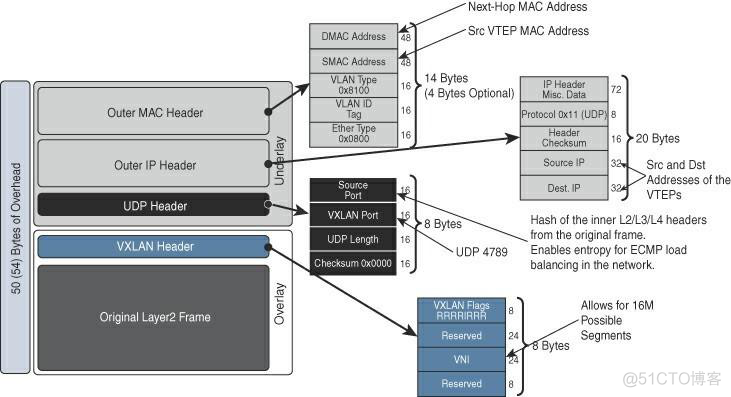 Next-Hop MAC Address
Src VTEP MAC Address
DMAC Address
48
SMAC Address
48
VLAN Type
0x8100
16
VLAN ID
Tag
16
Ether Type
0x0800
16
14 Bytes
(4 Bytes Optional)
IP Header
Misc. Data
72
Protocol 0x11 (UDP)
8
Header
Checksum
16
Source IP
32
Dest. IP
32
20 Bytes
Src and Dst
Addresses of the
VTEPs
50 (54) Bytes of Overhead
Outer MAC Header
Outer IP Header
UDP Header
Underlay
VXLAN Header
Original Layer2 Frame
Overlay
Source
Port
16
VXLAN Port
16
UDP Length
16
Checksum 0x0000
16
8 Bytes
UDP 4789
Hash of the inner L2/L3/L4 headers
from the original frame.
Enables entropy for ECMP load
balancing in the network.
VXLAN Flags
RRRRIRRR
8
Reserved
24
VNI
24
Reserved
8
8 Bytes
Allows for 16M
Possible
Segments
@51CTO博客